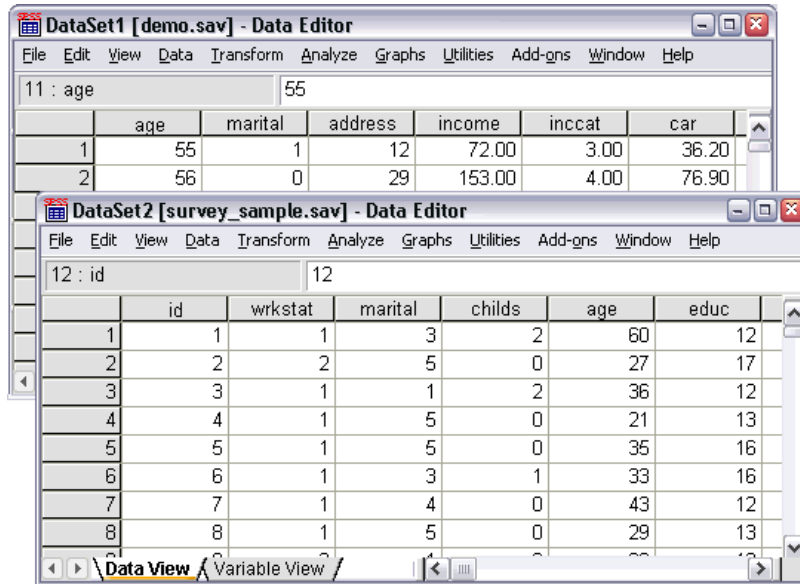 DataSet1 [demo.sav] - Data Editor
File Edit View Data Transform Analyze Graphs Utilities Add-ons Window Help
11 : age 55
age marital address income inccat car
1 55 1 12 72.00 3.00 36.20
2 56 0 29 153.00 4.00 76.90
DataSet2 [survey_sample.sav] - Data Editor
File Edit View Data Transform Analyze Graphs Utilities Add-ons Window Help
12 : id 12
id wrkstat marital childs age educ
1 1 1 3 2 60 12
2 2 2 5 0 27 17
3 3 1 1 2 36 12
4 4 1 5 0 21 13
5 5 1 5 0 35 16
6 6 1 3 1 33 16
7 7 1 4 0 43 12
8 8 1 5 0 29 13
Data View Variable View